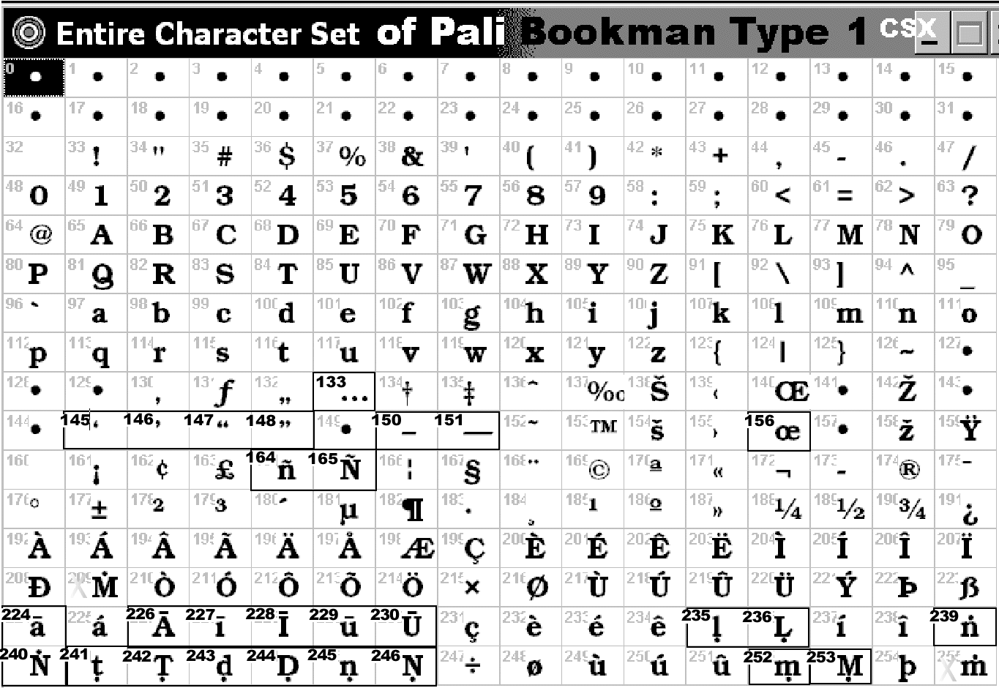 Entire Character Set of Pali Bookman Type 1 CSX
0 • 1 • 2 • 3 • 4 • 5 • 6 • 7 • 8 • 9 • 10 • 11 • 12 • 13 • 14 • 15 •
16 • 17 • 18 • 19 • 20 • 21 • 22 • 23 • 24 • 25 • 26 • 27 • 28 • 29 • 30 • 31 •
32 33 ! 34 " 35 # 36 $ 37 % 38 & 39 ' 40 ( 41 ) 42 * 43 + 44 , 45 - 46 . 47 /
48 0 49 1 50 2 51 3 52 4 53 5 54 6 55 7 56 8 57 9 58 : 59 ; 60 < 61 = 62 > 63 ?
64 @ 65 A 66 B 67 C 68 D 69 E 70 F 71 G 72 H 73 I 74 J 75 K 76 L 77 M 78 N 79 O
80 P 81 Q 82 R 83 S 84 T 85 U 86 V 87 W 88 X 89 Y 90 Z 91 [ 92 \ 93 ] 94 ^ 95 _
96 ` 97 a 98 b 99 c 100 d 101 e 102 f 103 g 104 h 105 i 106 j 107 k 108 l 109 m 110 n 111 o
112 p 113 q 114 r 115 s 116 t 117 u 118 v 119 w 120 x 121 y 122 z 123 { 124 | 125 } 126 ~ 127 •
128 • 129 • 130 ‚ 131 ƒ 132 „ 133 … 134 † 135 ‡ 136 ˆ 137 ‰ 138 Š 139 ‹ 140 Œ 141 • 142 Ž 143 •
144 • 145 ‘ 146 ’ 147 “ 148 ” 149 • 150 – 151 — 152 ˜ 153 ™ 154 š 155 › 156 œ 157 • 158 ž 159 Ÿ
160 161 ¡ 162 ¢ 163 £ 164 ñ 165 Ñ 166 ¦ 167 § 168 ¨ 169 © 170 ª 171 « 172 ¬ 173 - 174 ® 175 ¯
176 ° 177 ± 178 ² 179 ³ 180 ´ 181 µ 182 ¶ 183 · 184 ¸ 185 ¹ 186 º 187 » 188 ¼ 189 ½ 190 ¾ 191 ¿
192 À 193 Á 194 Â 195 Ã 196 Ä 197 Å 198 Æ 199 Ç 200 È 201 É 202 Ê 203 Ë 204 Ì 205 Í 206 Î 207 Ï
208 Ð 209 Ṁ 210 Ò 211 Ó 212 Ô 213 Õ 214 Ö 215 × 216 Ø 217 Ù 218 Ú 219 Û 220 Ü 221 Ý 222 Þ 223 ß
224 ā 225 á 226 Ā 227 ī 228 Ī 229 ū 230 Ū 231 ç 232 è 233 é 234 ê 235 ḷ 236 Ḷ 237 í 238 î 239 ṅ
240 Ṅ 241 ṭ 242 Ṭ 243 ḍ 244 Ḍ 245 ṇ 246 Ṇ 247 ÷ 248 ø 249 ù 250 ú 251 û 252 ṃ 253 Ṃ 254 þ 255 ṁ